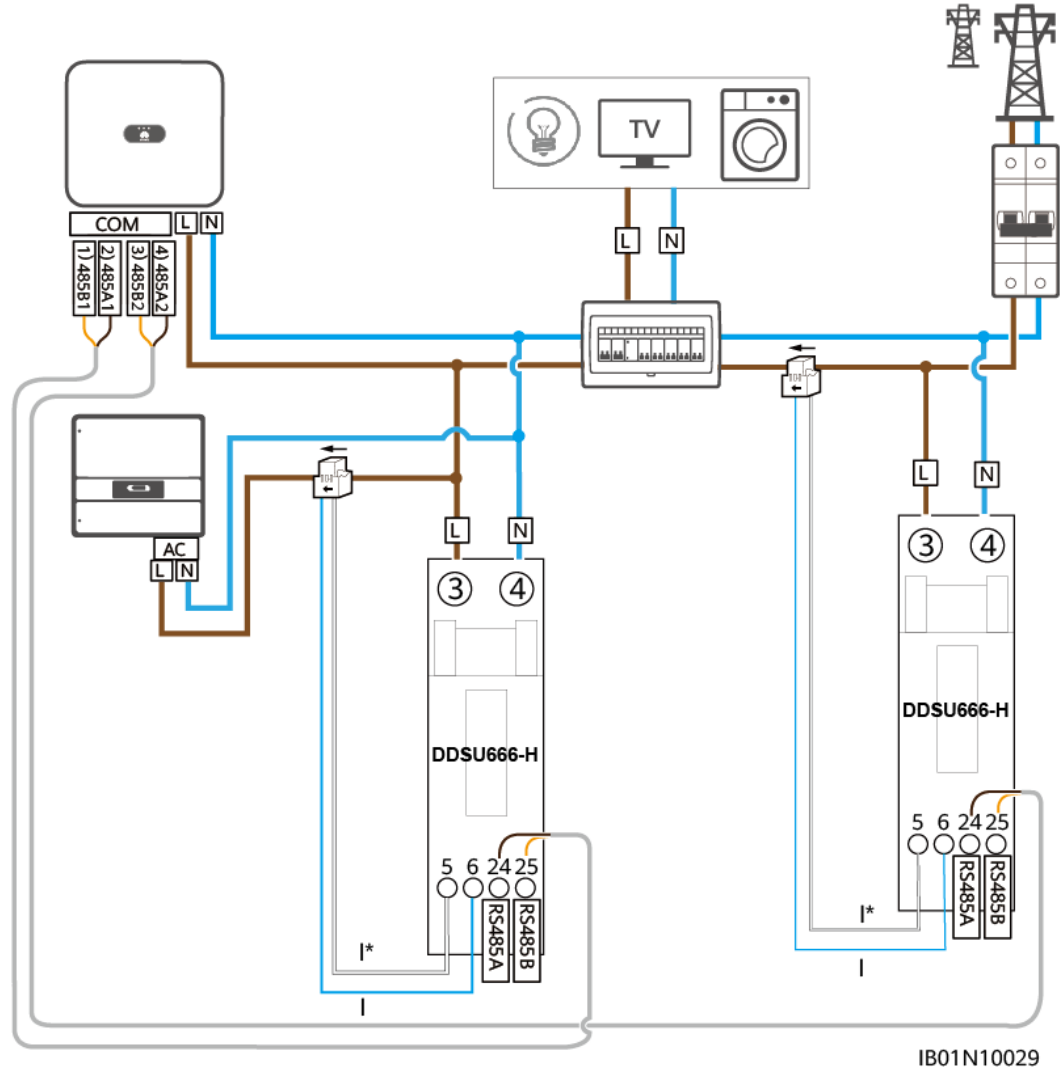 TV
COM
L
N
1) 485B1
2) 485A1
3) 485B2
4) 485A2
L
N
AC
L
N
L
N
L
N
3
4
3
4
DDSU666-H
DDSU666-H
5
6
24
25
RS485A
RS485B
5
6
24
25
RS485A
RS485B
I*
I
I*
I
IB01N10029